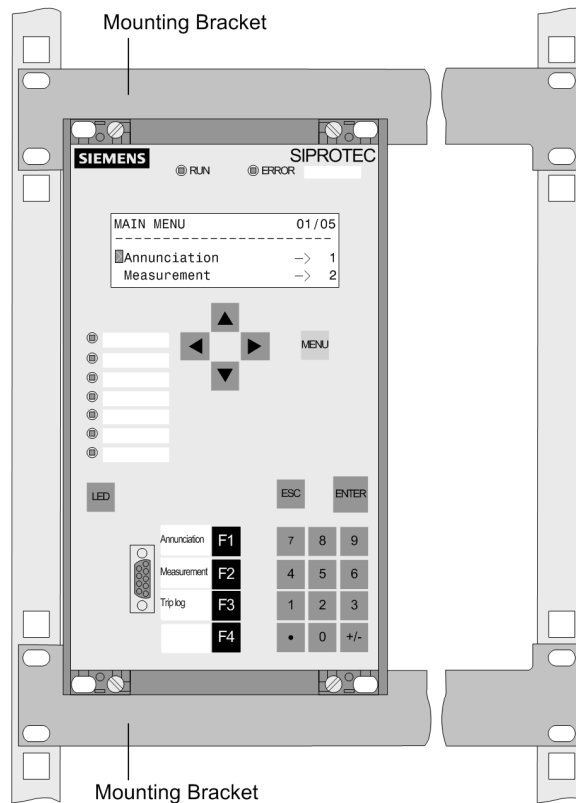 Mounting Bracket
SIEMENS
SIPROTEC
RUN
ERROR
MAIN MENU 01/05
--------------------
Annunciation —> 1
Measurement —> 2
MENU
LED
ESC
ENTER
Annunciation F1
7 8 9
Measurement F2
4 5 6
Trip log F3
1 2 3
F4
• 0 +/-
Mounting Bracket